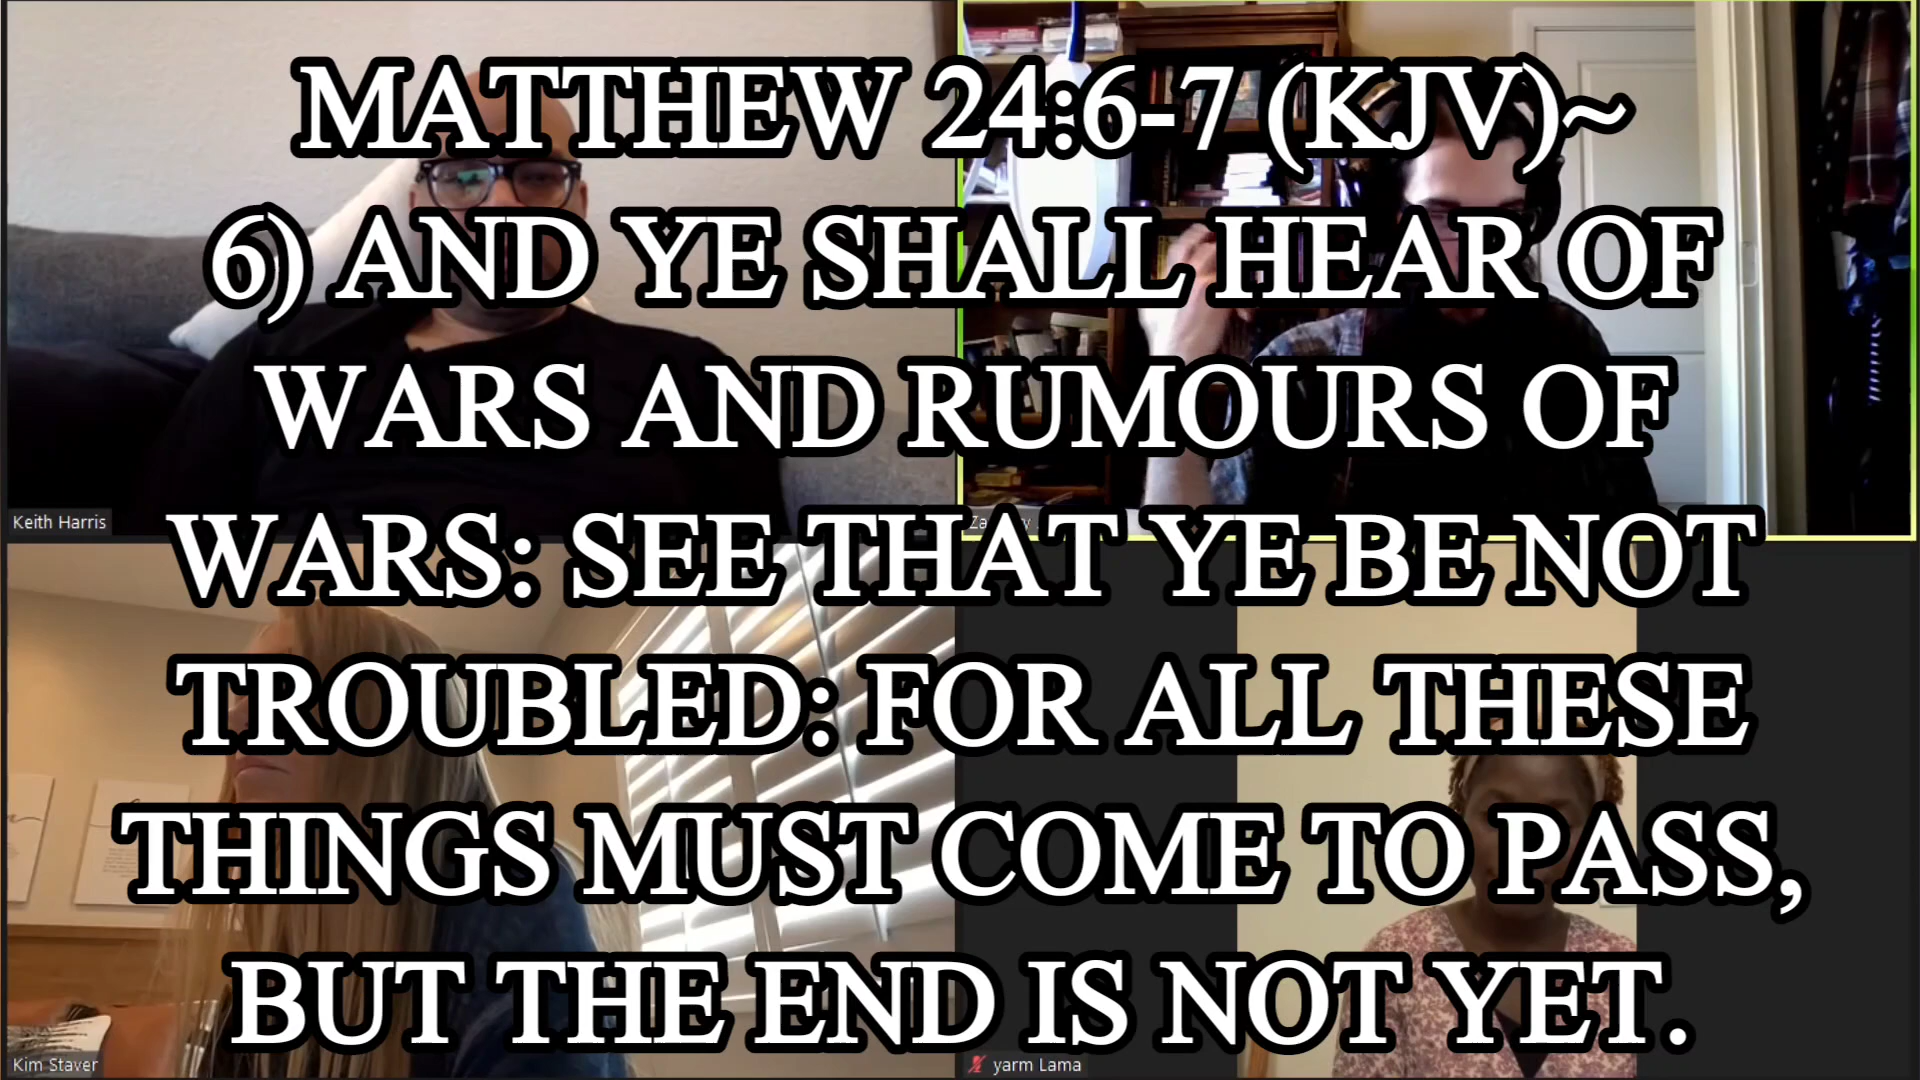 MATTHEW 24:6-7 (KJV)~
6) AND YE SHALL HEAR OF
WARS AND RUMOURS OF
WARS: SEE THAT YE BE NOT
TROUBLED: FOR ALL THESE
THINGS MUST COME TO PASS,
BUT THE END IS NOT YET.
Keith Harris
Kim Staver
yarm Lama